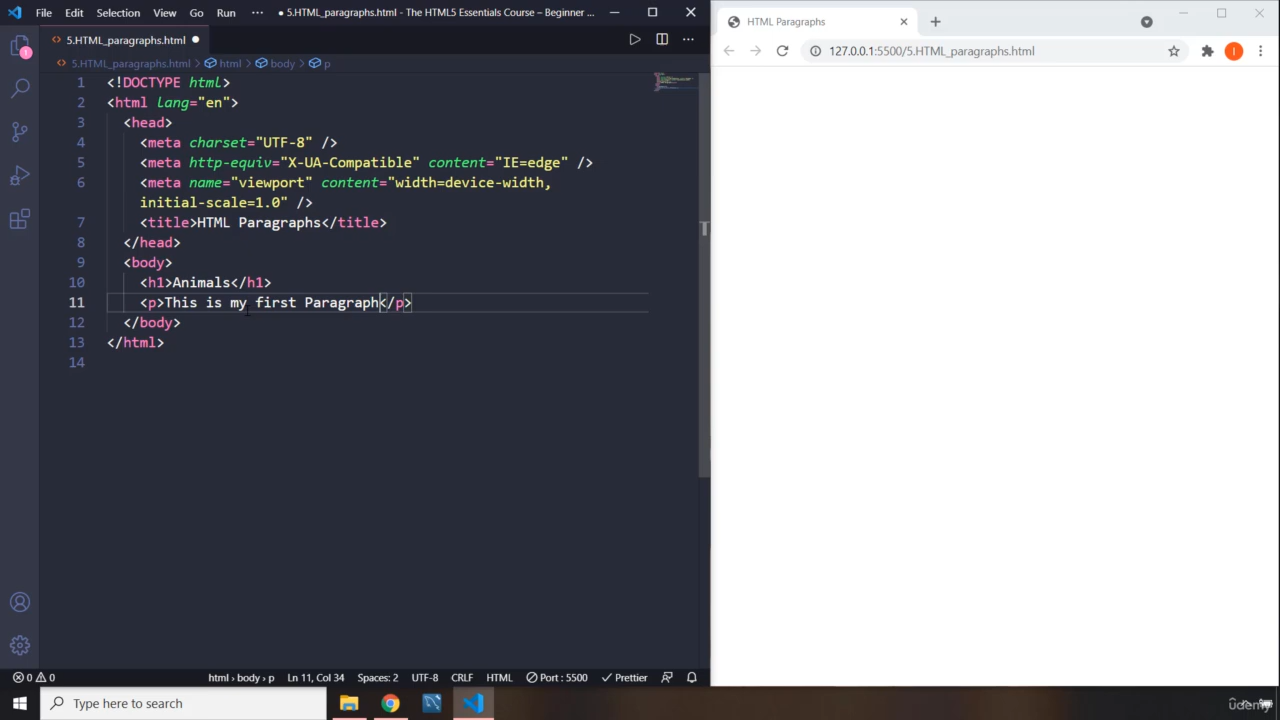 File Edit Selection View Go Run ··· ● 5.HTML_paragraphs.html - The HTML5 Essentials Course – Beginner ...
5.HTML_paragraphs.html ●
5.HTML_paragraphs.html > html > body > p
1 <!DOCTYPE html>
2 <html lang="en">
3 <head>
4 <meta charset="UTF-8" />
5 <meta http-equiv="X-UA-Compatible" content="IE=edge" />
6 <meta name="viewport" content="width=device-width,
initial-scale=1.0" />
7 <title>HTML Paragraphs</title>
8 </head>
9 <body>
10 <h1>Animals</h1>
11 <p>This is my first Paragraph</p>
12 </body>
13 </html>
14
1
0 0 html › body › p Ln 11, Col 34 Spaces: 2 UTF-8 CRLF HTML Port : 5500 Prettier
HTML Paragraphs
127.0.0.1:5500/5.HTML_paragraphs.html
I
Type here to search
udemy